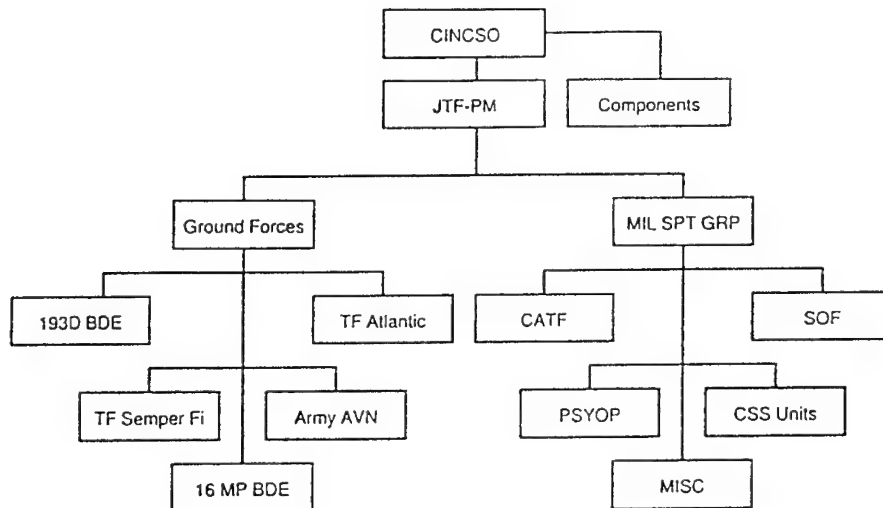 CINCSO
JTF-PM
Components
Ground Forces
MIL SPT GRP
193D BDE
TF Atlantic
CATF
SOF
TF Semper Fi
Army AVN
PSYOP
CSS Units
16 MP BDE
MISC